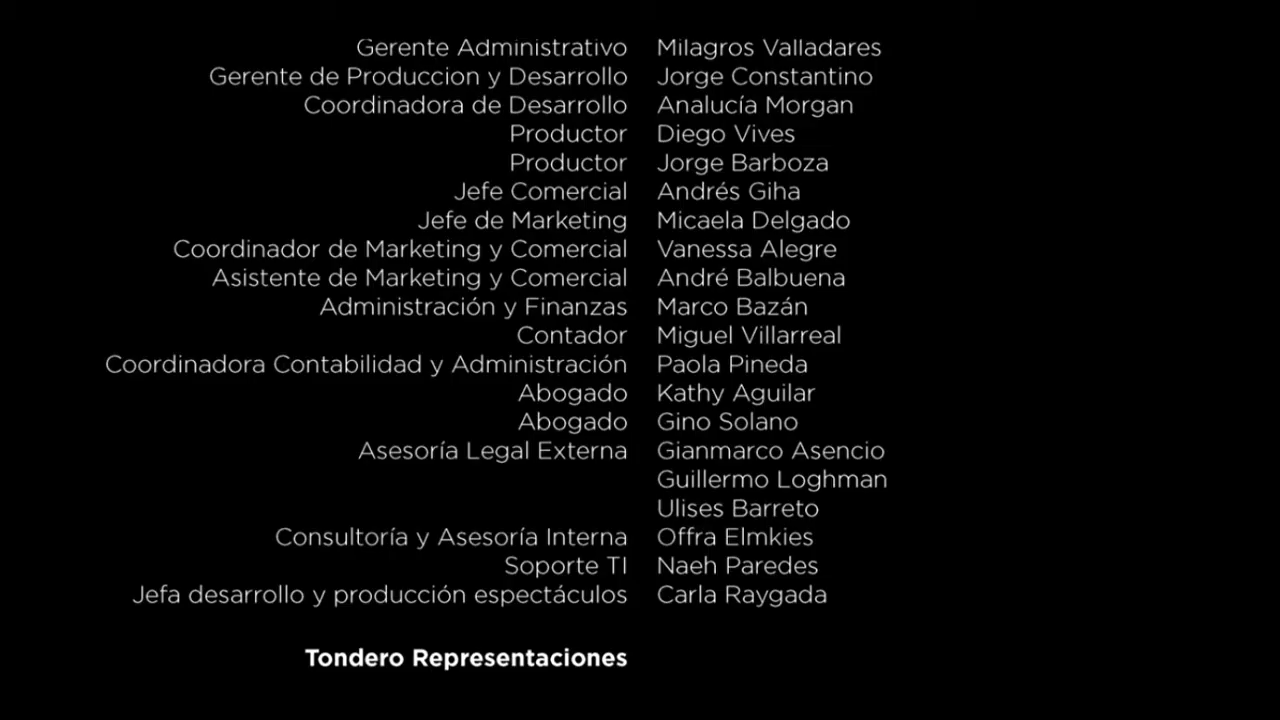 Gerente Administrativo Milagros Valladares
Gerente de Produccion y Desarrollo Jorge Constantino
Coordinadora de Desarrollo Analucía Morgan
Productor Diego Vives
Productor Jorge Barboza
Jefe Comercial Andrés Giha
Jefe de Marketing Micaela Delgado
Coordinador de Marketing y Comercial Vanessa Alegre
Asistente de Marketing y Comercial André Balbuena
Administración y Finanzas Marco Bazán
Contador Miguel Villarreal
Coordinadora Contabilidad y Administración Paola Pineda
Abogado Kathy Aguilar
Abogado Gino Solano
Asesoría Legal Externa Gianmarco Asencio
Guillermo Loghman
Ulises Barreto
Consultoría y Asesoría Interna Offra Elmkies
Soporte TI Naeh Paredes
Jefa desarrollo y producción espectáculos Carla Raygada
Tondero Representaciones